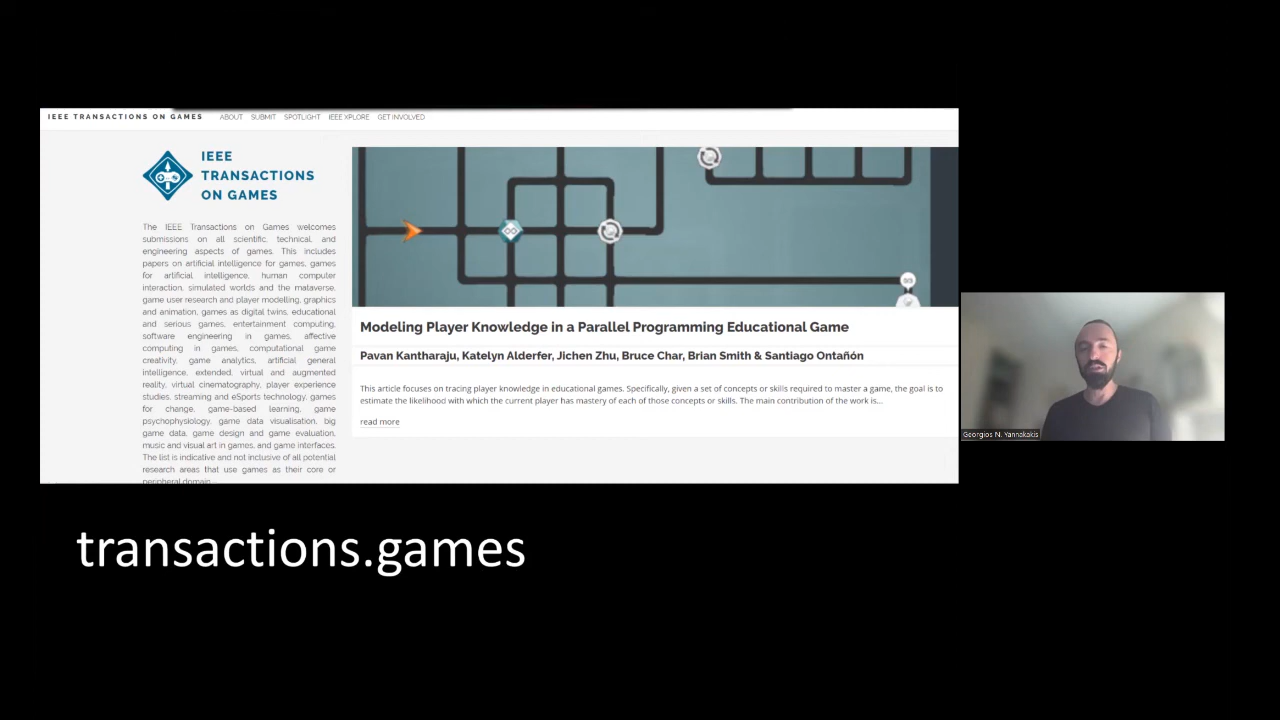 IEEE TRANSACTIONS ON GAMES
ABOUT SUBMIT SPOTLIGHT IEEE XPLORE GET INVOLVED
IEEE
TRANSACTIONS
ON GAMES
The IEEE Transactions on Games welcomes
submissions on all scientific, technical, and
engineering aspects of games. This includes
papers on artificial intelligence for games, games
for artificial intelligence, human computer
interaction, simulated worlds and the mataverse,
game user research and player modelling, graphics
and animation, games as digital twins, educational
and serious games, entertainment computing,
software engineering in games, affective
computing in games, computational game
creativity, game analytics, artificial general
intelligence, extended, virtual and augmented
reality, virtual cinematography, player experience
studies, streaming and eSports technology, games
for change, game-based learning, game
psychophysiology, game data visualisation, big
game data, game design and game evaluation,
music and visual art in games, and game interfaces.
The list is indicative and not inclusive of all potential
research areas that use games as their core or
peripheral domain.
Modeling Player Knowledge in a Parallel Programming Educational Game
Pavan Kantharaju, Katelyn Alderfer, Jichen Zhu, Bruce Char, Brian Smith & Santiago Ontañón
This article focuses on tracing player knowledge in educational games. Specifically, given a set of concepts or skills required to master a game, the goal is to
estimate the likelihood with which the current player has mastery of each of those concepts or skills. The main contribution of the work is...
read more
Georgios N. Yannakakis
transactions.games